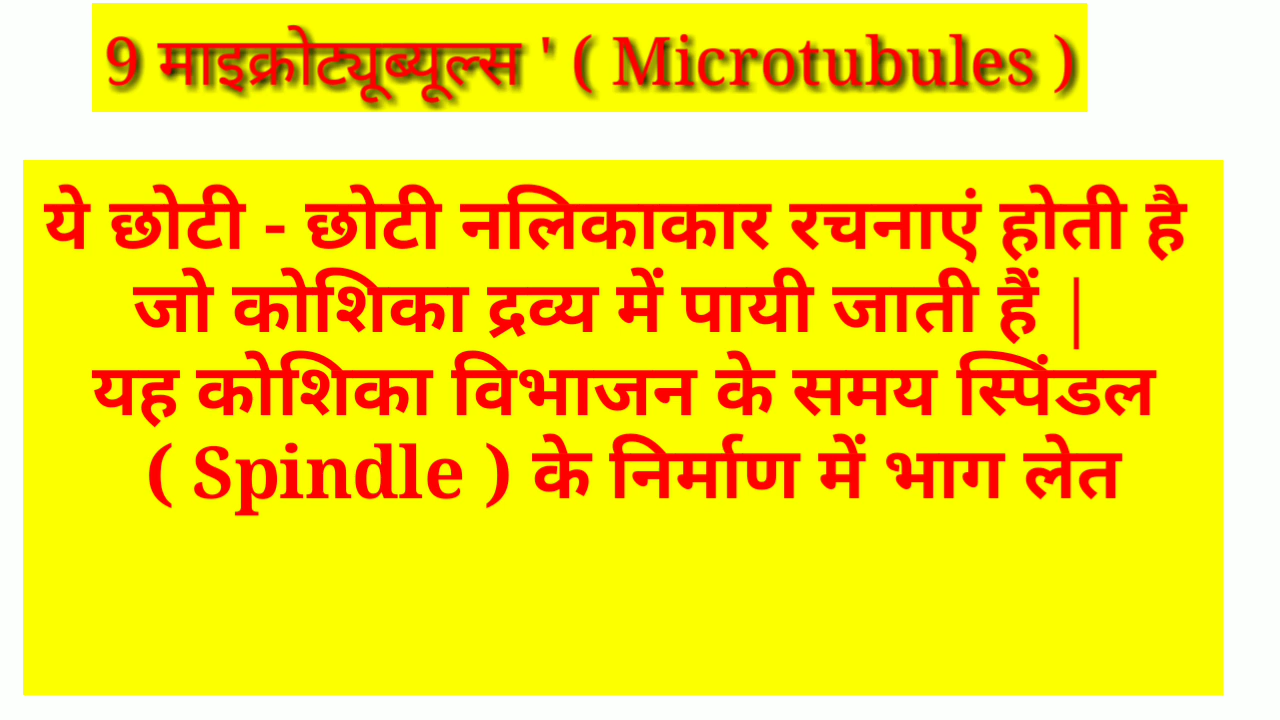 9 माइक्रोट्यूब्यूल्स ' ( Microtubules )
ये छोटी - छोटी नलिकाकार रचनाएं होती है
जो कोशिका द्रव्य में पायी जाती हैं |
यह कोशिका विभाजन के समय स्पिंडल
( Spindle ) के निर्माण में भाग लेत